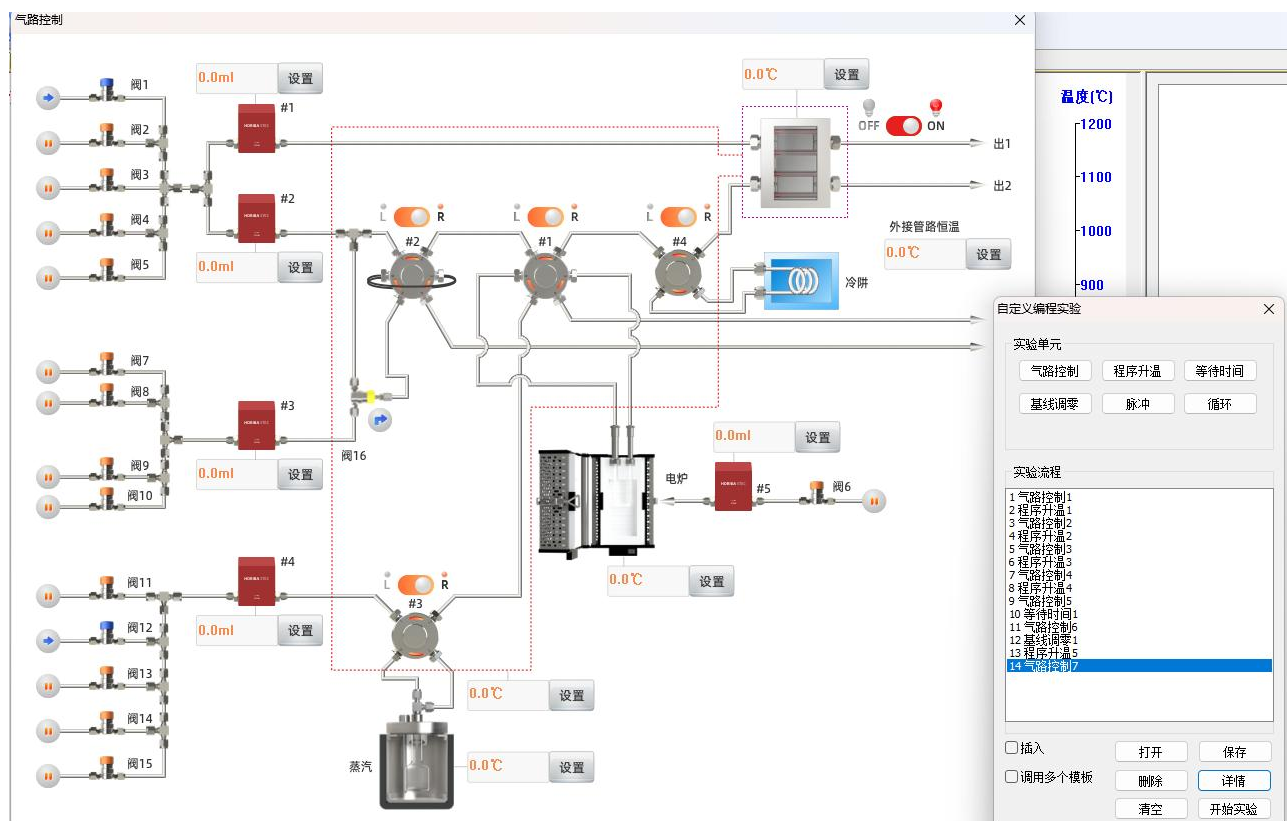 气路控制
阀1
阀2
阀3
阀4
阀5
0.0ml 设置
#1
#2
0.0ml 设置
0.0℃ 设置
OFF ON
出1
出2
外接管路恒温
0.0℃ 设置
L R
#2
L R
#1
L R
#4
冷阱
阀7
阀8
阀9
阀10
#3
0.0ml 设置
阀16
电炉
0.0ml 设置
#5
阀6
0.0℃ 设置
阀11
阀12
阀13
阀14
阀15
#4
0.0ml 设置
L R
#3
0.0℃ 设置
蒸汽
0.0℃ 设置
温度(℃)
1200
1100
1000
900
自定义编程实验
实验单元
气路控制 程序升温 等待时间
基线调零 脉冲 循环
实验流程
1 气路控制1
2 程序升温1
3 气路控制2
4 程序升温2
5 气路控制3
6 程序升温3
7 气路控制4
8 程序升温4
9 气路控制5
10 等待时间1
11 气路控制6
12 基线调零1
13 程序升温5
14 气路控制7
插入 打开 保存
调用多个模板 删除 详情
清空 开始实验